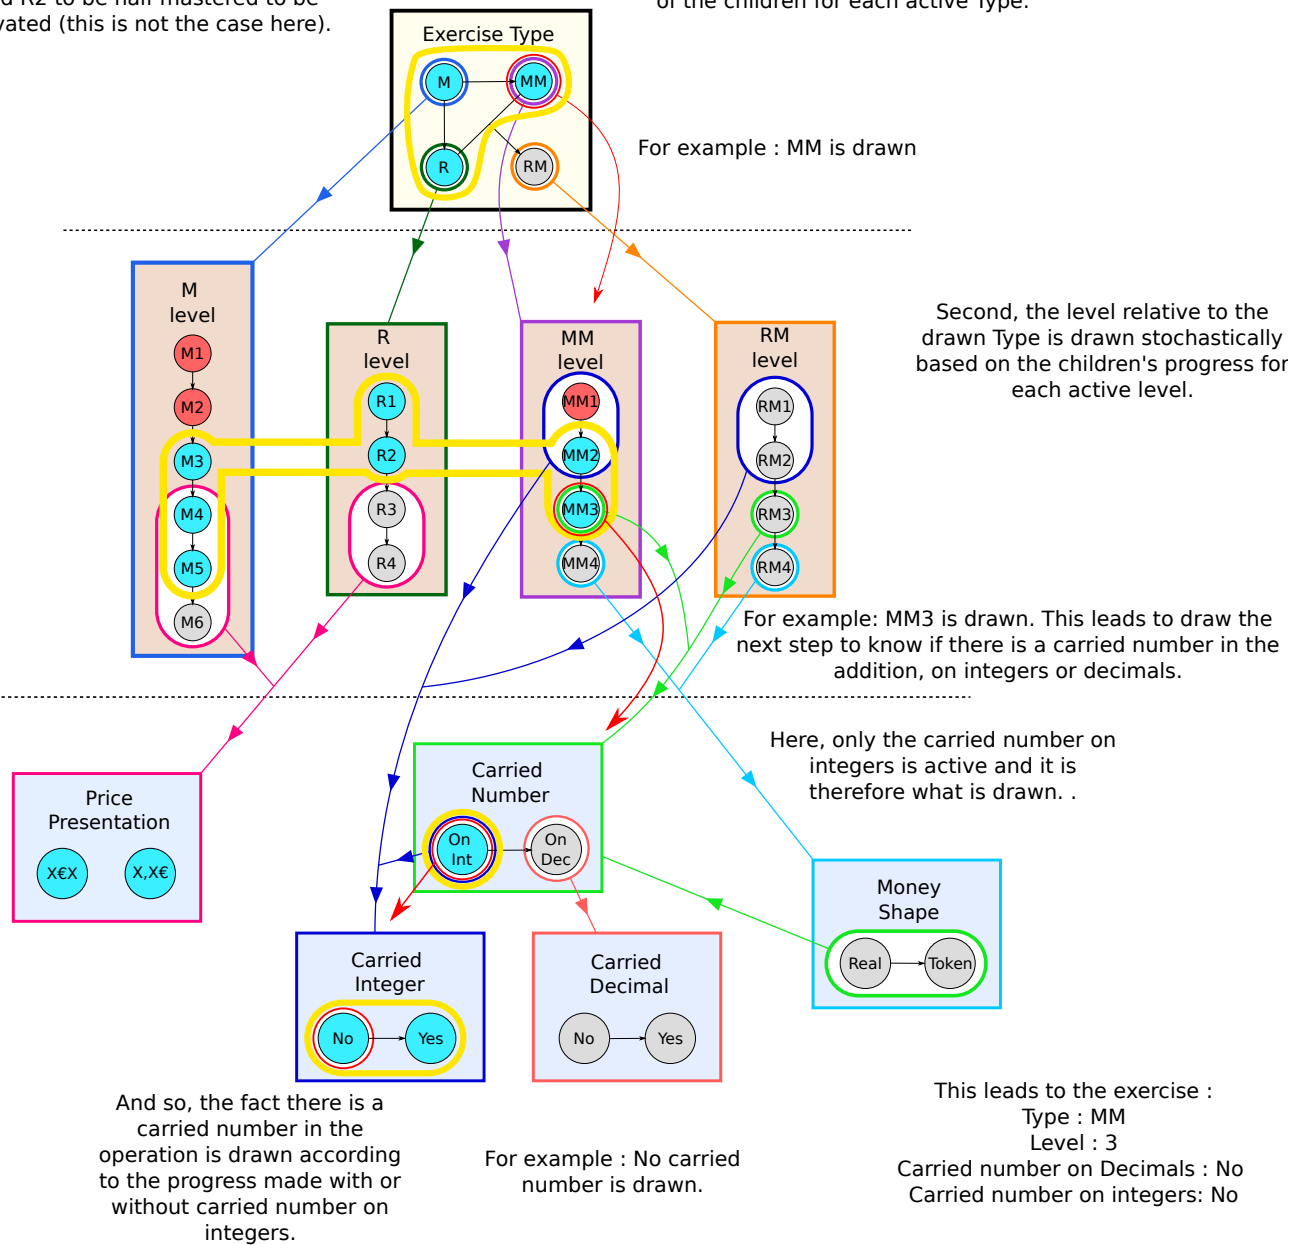 d R2 to be half mastered to be
vated (this is not the case here).
of the children for each active Type.
Exercise Type
M
MM
R
RM
For example : MM is drawn
M
level
M1
M2
M3
M4
M5
M6
R
level
R1
R2
R3
R4
MM
level
MM1
MM2
MM3
MM4
RM
level
RM1
RM2
RM3
RM4
Second, the level relative to the
drawn Type is drawn stochastically
based on the children's progress for
each active level.
For example: MM3 is drawn. This leads to draw the
next step to know if there is a carried number in the
addition, on integers or decimals.
Here, only the carried number on
integers is active and it is
therefore what is drawn. .
Price
Presentation
X€X
X,X€
Carried
Number
On
Int
On
Dec
Money
Shape
Real
Token
Carried
Integer
No
Yes
Carried
Decimal
No
Yes
And so, the fact there is a
carried number in the
operation is drawn according
to the progress made with or
without carried number on
integers.
For example : No carried
number is drawn.
This leads to the exercise :
Type : MM
Level : 3
Carried number on Decimals : No
Carried number on integers: No